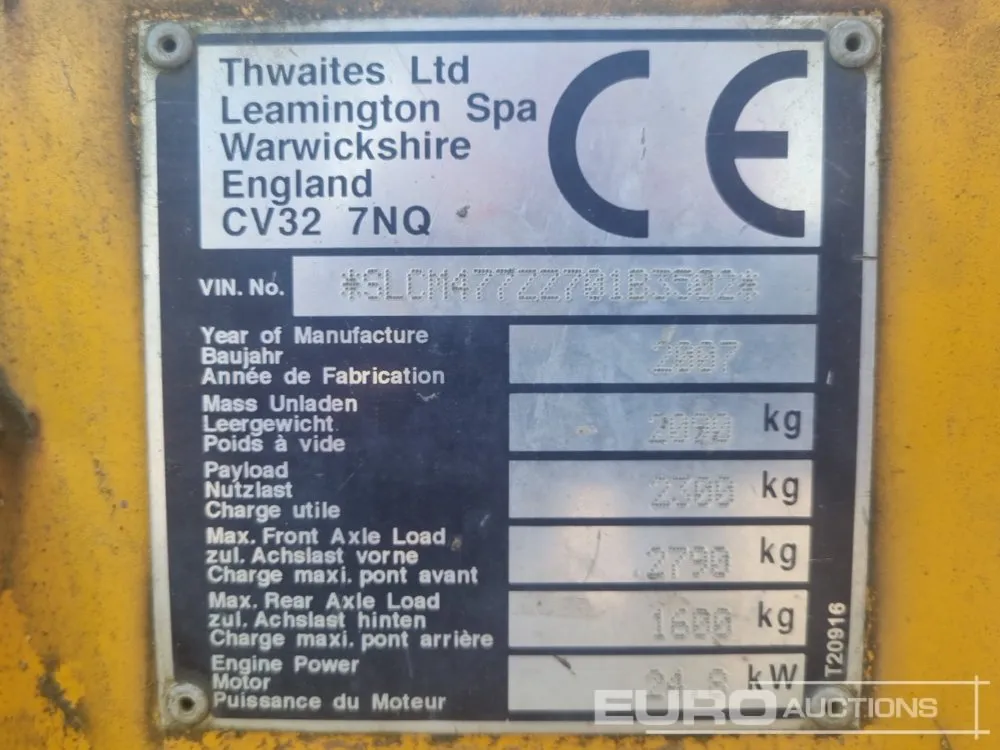 Thwaites Ltd
Leamington Spa
Warwickshire
England
CV32 7NQ
CE
VIN. No. *SLCM477ZZ701B3502*
Year of Manufacture
Baujahr 2007
Année de Fabrication
Mass Unladen
Leergewicht 2090 kg
Poids à vide
Payload
Nutzlast 2300 kg
Charge utile
Max. Front Axle Load
zul. Achslast vorne 2790 kg
Charge maxi. pont avant
Max. Rear Axle Load
zul. Achslast hinten 1600 kg
Charge maxi. pont arrière
Engine Power
Motor kW
Puissance du Moteur
T20916
EURO AUCTIONS